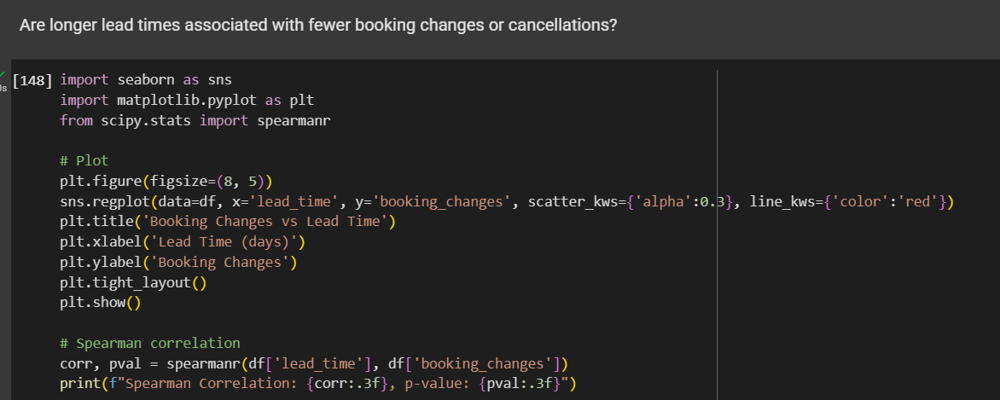 Are longer lead times associated with fewer booking changes or cancellations?
[148] import seaborn as sns
import matplotlib.pyplot as plt
from scipy.stats import spearmanr
# Plot
plt.figure(figsize=(8, 5))
sns.regplot(data=df, x='lead_time', y='booking_changes', scatter_kws={'alpha':0.3}, line_kws={'color':'red'})
plt.title('Booking Changes vs Lead Time')
plt.xlabel('Lead Time (days)')
plt.ylabel('Booking Changes')
plt.tight_layout()
plt.show()
# Spearman correlation
corr, pval = spearmanr(df['lead_time'], df['booking_changes'])
print(f"Spearman Correlation: {corr:.3f}, p-value: {pval:.3f}")